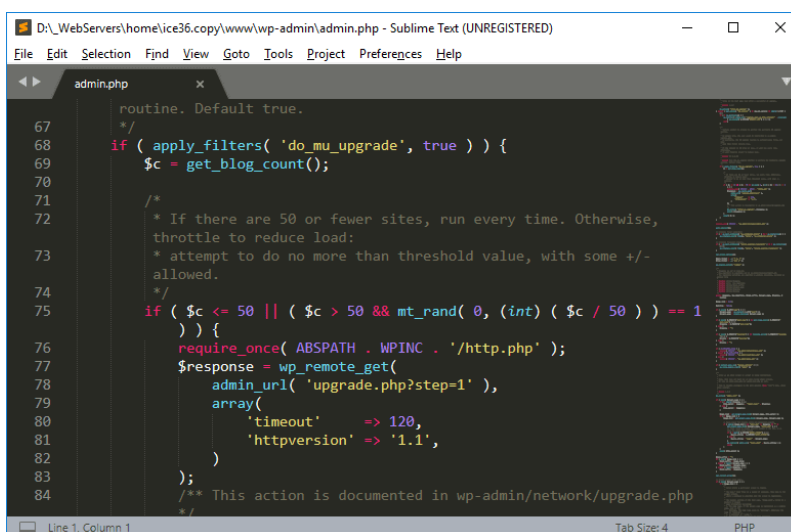 D:\_WebServers\home\ice36.copy\www\wp-admin\admin.php - Sublime Text (UNREGISTERED)
File Edit Selection Find View Goto Tools Project Preferences Help
admin.php ×
routine. Default true.
67 */
68 if ( apply_filters( 'do_mu_upgrade', true ) ) {
69 $c = get_blog_count();
70
71 /*
72 * If there are 50 or fewer sites, run every time. Otherwise,
throttle to reduce load:
73 * attempt to do no more than threshold value, with some +/-
allowed.
74 */
75 if ( $c <= 50 || ( $c > 50 && mt_rand( 0, (int) ( $c / 50 ) ) == 1
) ) {
76 require_once( ABSPATH . WPINC . '/http.php' );
77 $response = wp_remote_get(
78 admin_url( 'upgrade.php?step=1' ),
79 array(
80 'timeout' => 120,
81 'httpversion' => '1.1',
82 )
83 );
84 /** This action is documented in wp-admin/network/upgrade.php
*/
Line 1, Column 1 Tab Size: 4 PHP